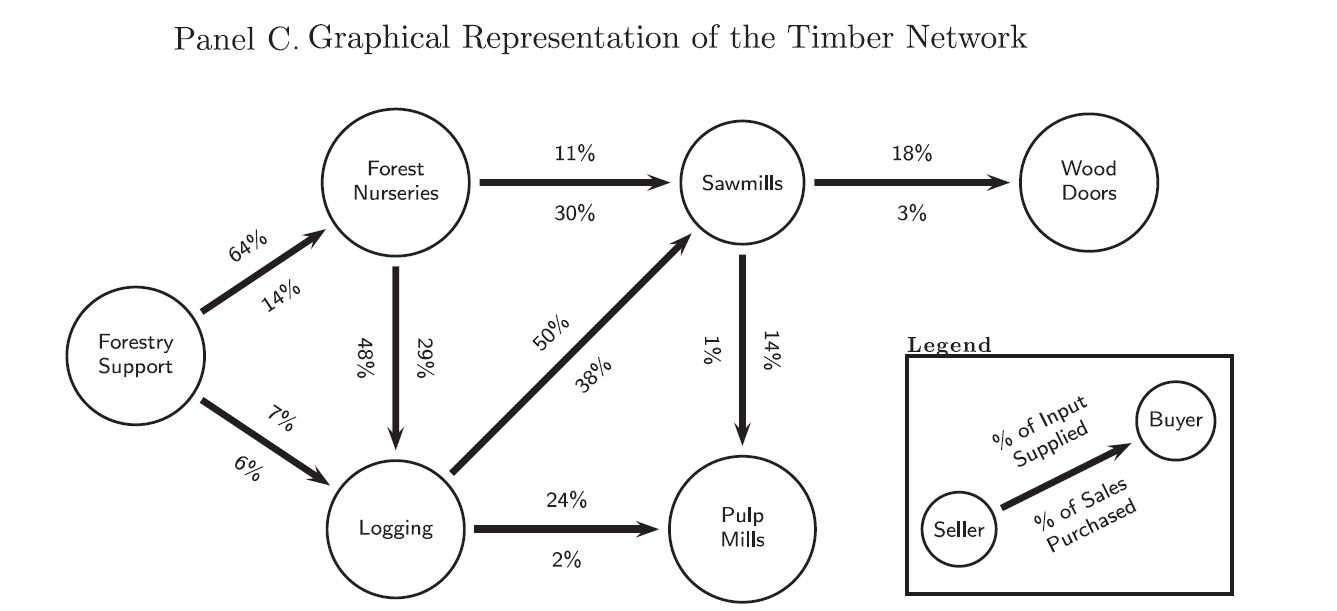 Panel C. Graphical Representation of the Timber Network
Forest
Nurseries
11%
30%
Sawmills
18%
3%
Wood
Doors
64%
14%
Forestry
Support
48%
29%
50%
38%
1%
14%
7%
6%
Logging
24%
2%
Pulp
Mills
Legend
% of Input
Supplied
Buyer
Seller
% of Sales
Purchased